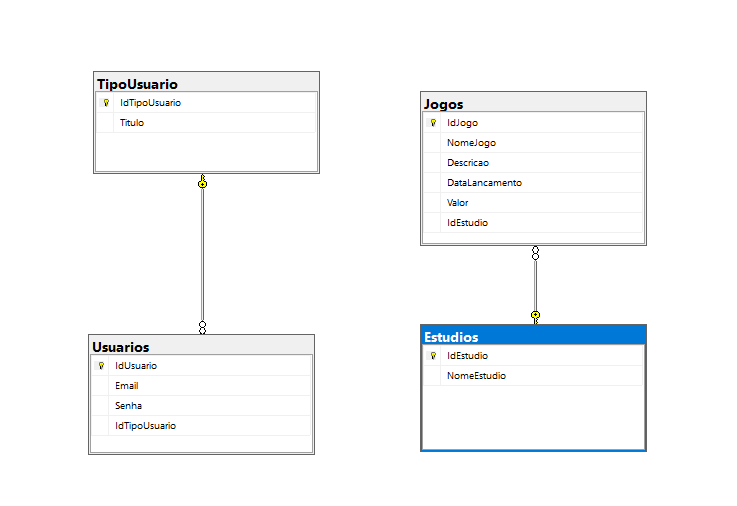 TipoUsuario
IdTipoUsuario
Titulo
Jogos
IdJogo
NomeJogo
Descricao
DataLancamento
Valor
IdEstudio
Usuarios
IdUsuario
Email
Senha
IdTipoUsuario
Estudios
IdEstudio
NomeEstudio